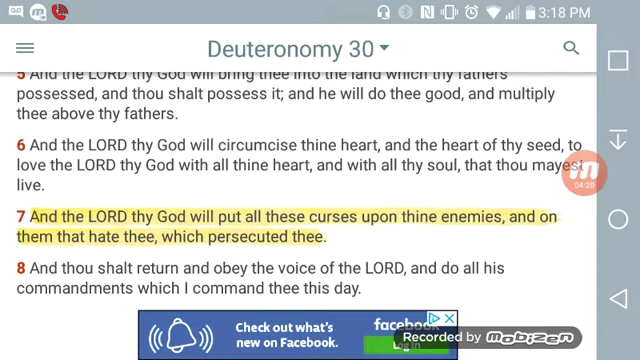 3:18 PM
Deuteronomy 30
5 And the LORD thy God will bring thee into the land which thy fathers
possessed, and thou shalt possess it; and he will do thee good, and multiply
thee above thy fathers.
6 And the LORD thy God will circumcise thine heart, and the heart of thy seed, to
love the LORD thy God with all thine heart, and with all thy soul, that thou mayest
live.
04:20
7 And the LORD thy God will put all these curses upon thine enemies, and on
them that hate thee, which persecuted thee.
8 And thou shalt return and obey the voice of the LORD, and do all his
commandments which I command thee this day.
Check out what's
new on Facebook.
facebook
Log In
Recorded by mobizen